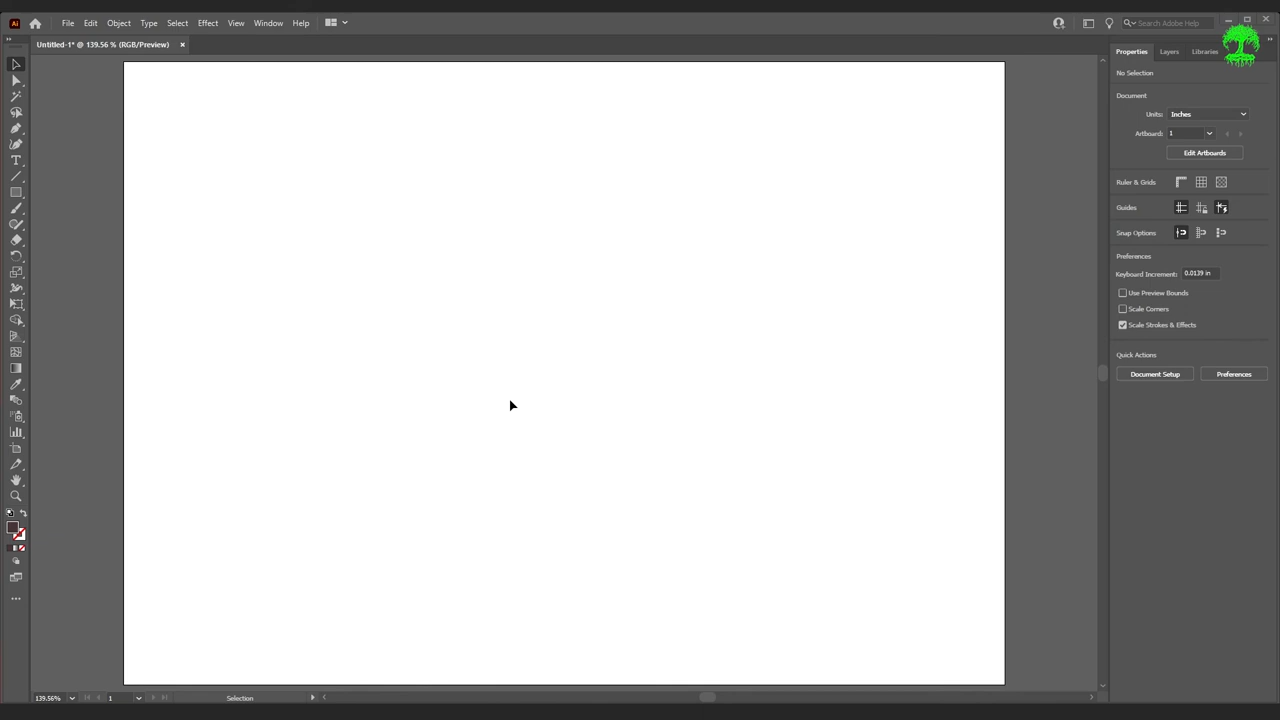 Ai File Edit Object Type Select Effect View Window Help Search Adobe Help
Untitled-1* @ 139.56 % (RGB/Preview) ×
Properties Layers Libraries
No Selection
Document
Units: Inches
Artboard: 1
Edit Artboards
Ruler & Grids
Guides
Snap Options
Preferences
Keyboard Increment: 0.0139 in
Use Preview Bounds
Scale Corners
Scale Strokes & Effects
Quick Actions
Document Setup Preferences
139.56% 1 Selection